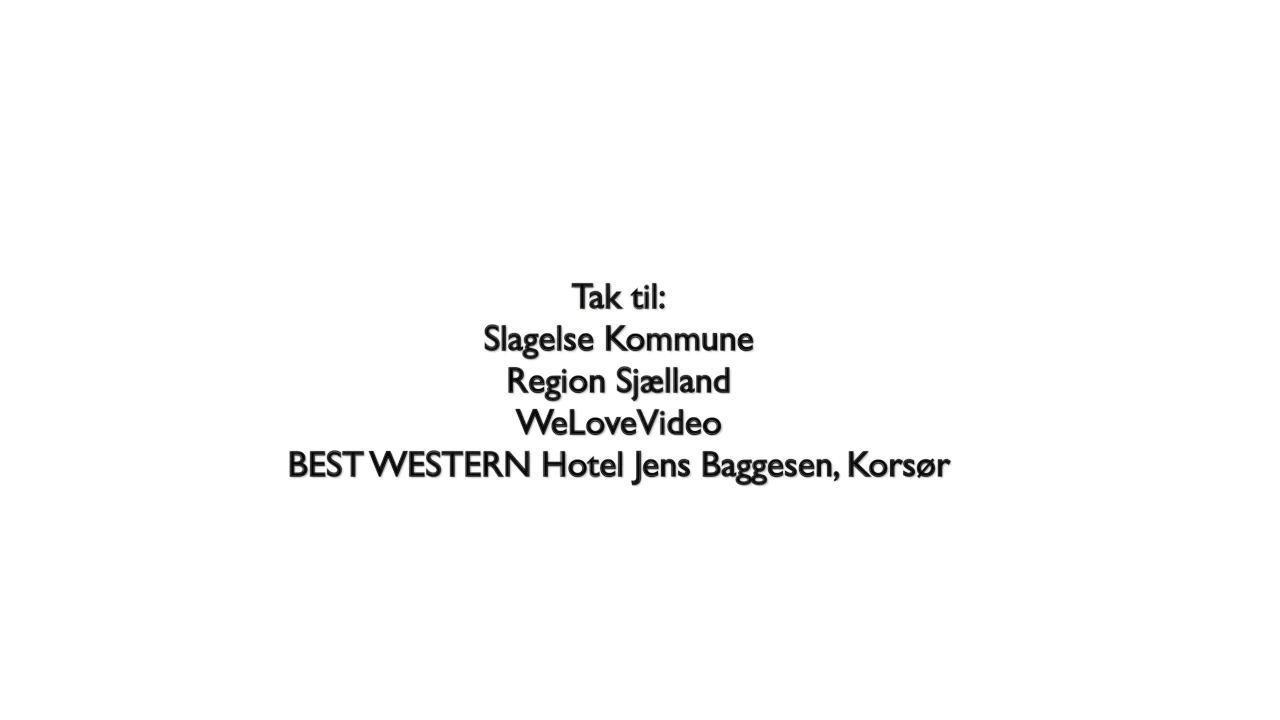 Tak til:
Slagelse Kommune
Region Sjælland
WeLoveVideo
BEST WESTERN Hotel Jens Baggesen, Korsør